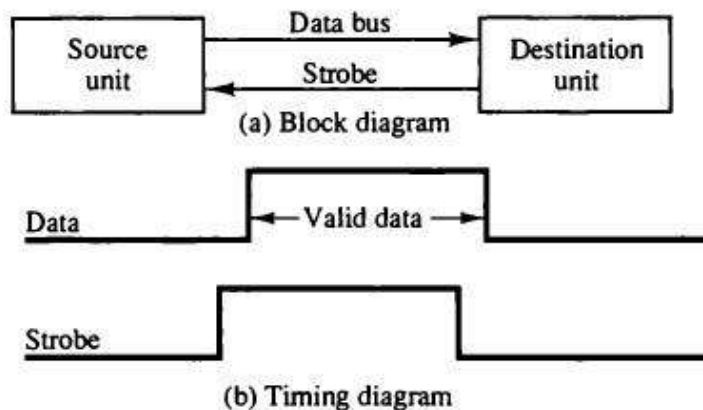 Data bus
Source unit
Destination unit
Strobe
(a) Block diagram
Data
Valid data
Strobe
(b) Timing diagram